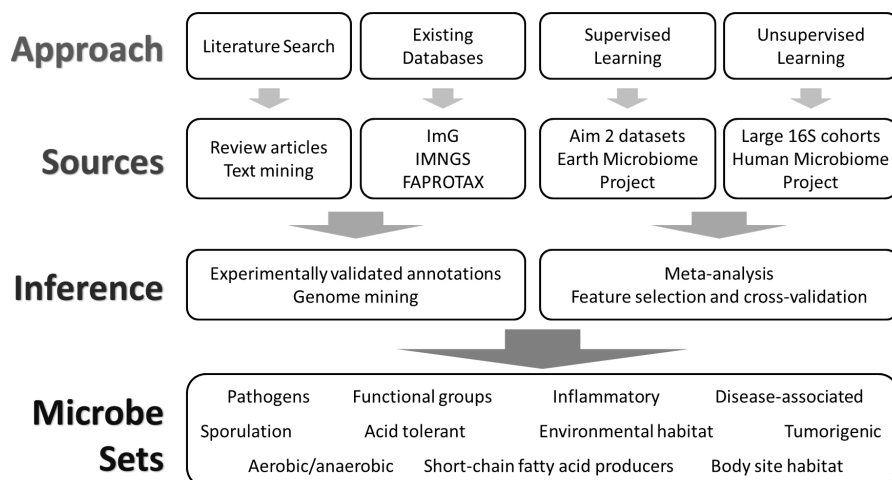 Approach
Literature Search
Existing
Databases
Supervised
Learning
Unsupervised
Learning
Sources
Review articles
Text mining
ImG
IMNGS
FAPROTAX
Aim 2 datasets
Earth Microbiome
Project
Large 16S cohorts
Human Microbiome
Project
Inference
Experimentally validated annotations
Genome mining
Meta-analysis
Feature selection and cross-validation
Microbe
Sets
Pathogens Functional groups Inflammatory Disease-associated
Sporulation Acid tolerant Environmental habitat Tumorigenic
Aerobic/anaerobic Short-chain fatty acid producers Body site habitat